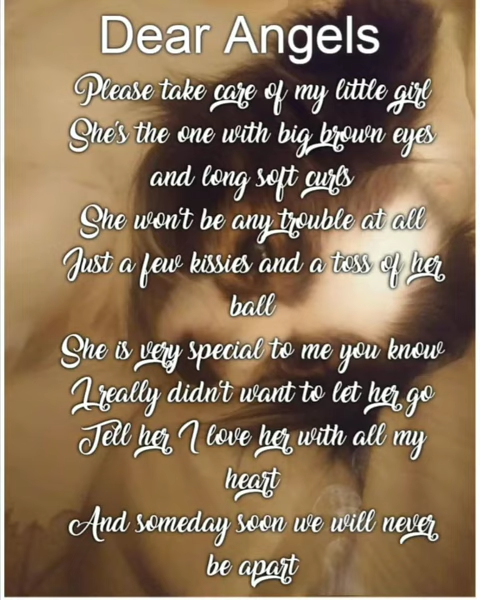 Dear Angels
Please take care of my little girl
She's the one with big brown eyes
and long soft curls
She won't be any trouble at all
Just a few kissies and a toss of her
ball
She is very special to me you know
I really didn't want to let her go
Tell her I love her with all my
heart
And someday soon we will never
be apart